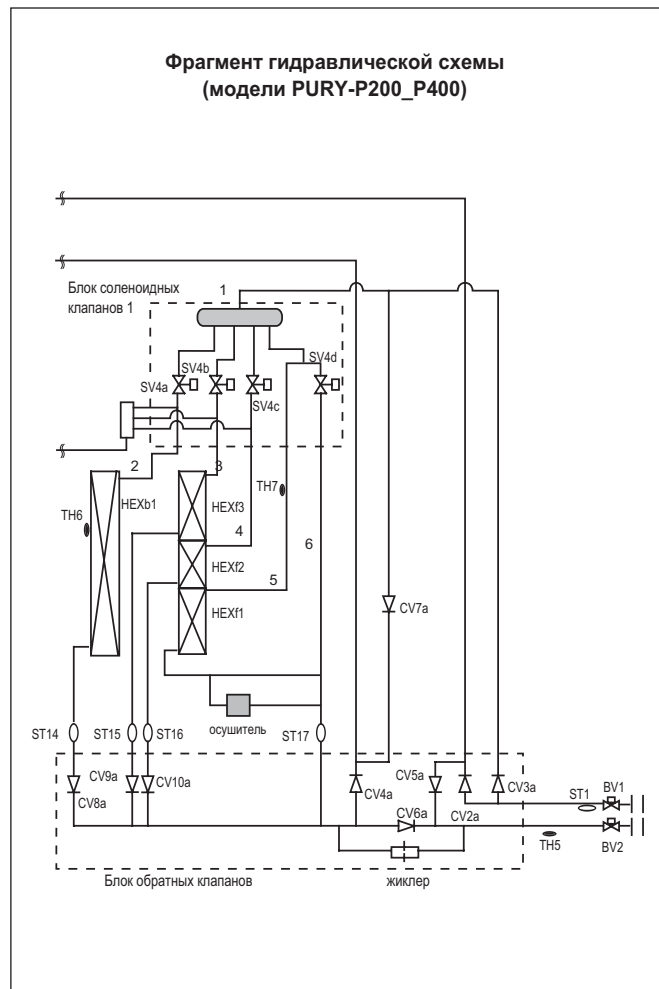 Фрагмент гидравлической схемы
(модели PURY-P200_P400)
Блок соленоидных
клапанов 1
1
SV4a
SV4b
SV4c
SV4d
2
3
TH6
HEXb1
HEXf3
TH7
4
6
HEXf2
5
HEXf1
CV7a
осушитель
ST14
ST15
ST16
ST17
CV9a
CV10a
CV8a
CV4a
CV5a
CV6a
CV2a
CV3a
ST1
BV1
TH5
BV2
Блок обратных клапанов
жиклер